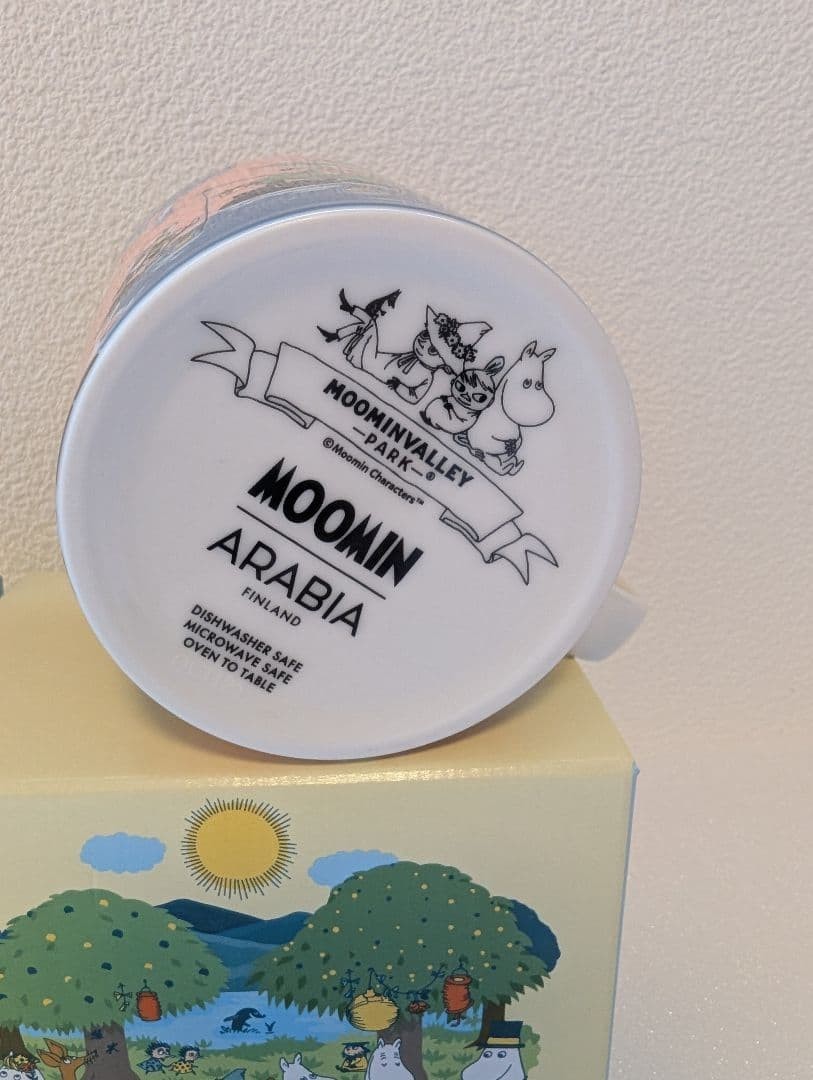 MOOMINVALLEY
—PARK—®
©Moomin Characters™
MOOMIN
ARABIA
FINLAND
DISHWASHER SAFE
MICROWAVE SAFE
OVEN TO TABLE